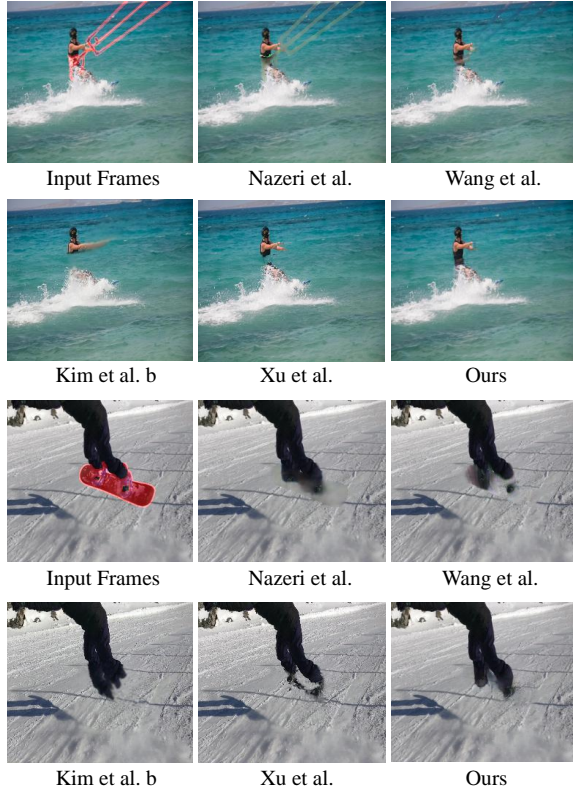 Input Frames
Nazeri et al.
Wang et al.
Kim et al. b
Xu et al.
Ours
Input Frames
Nazeri et al.
Wang et al.
Kim et al. b
Xu et al.
Ours